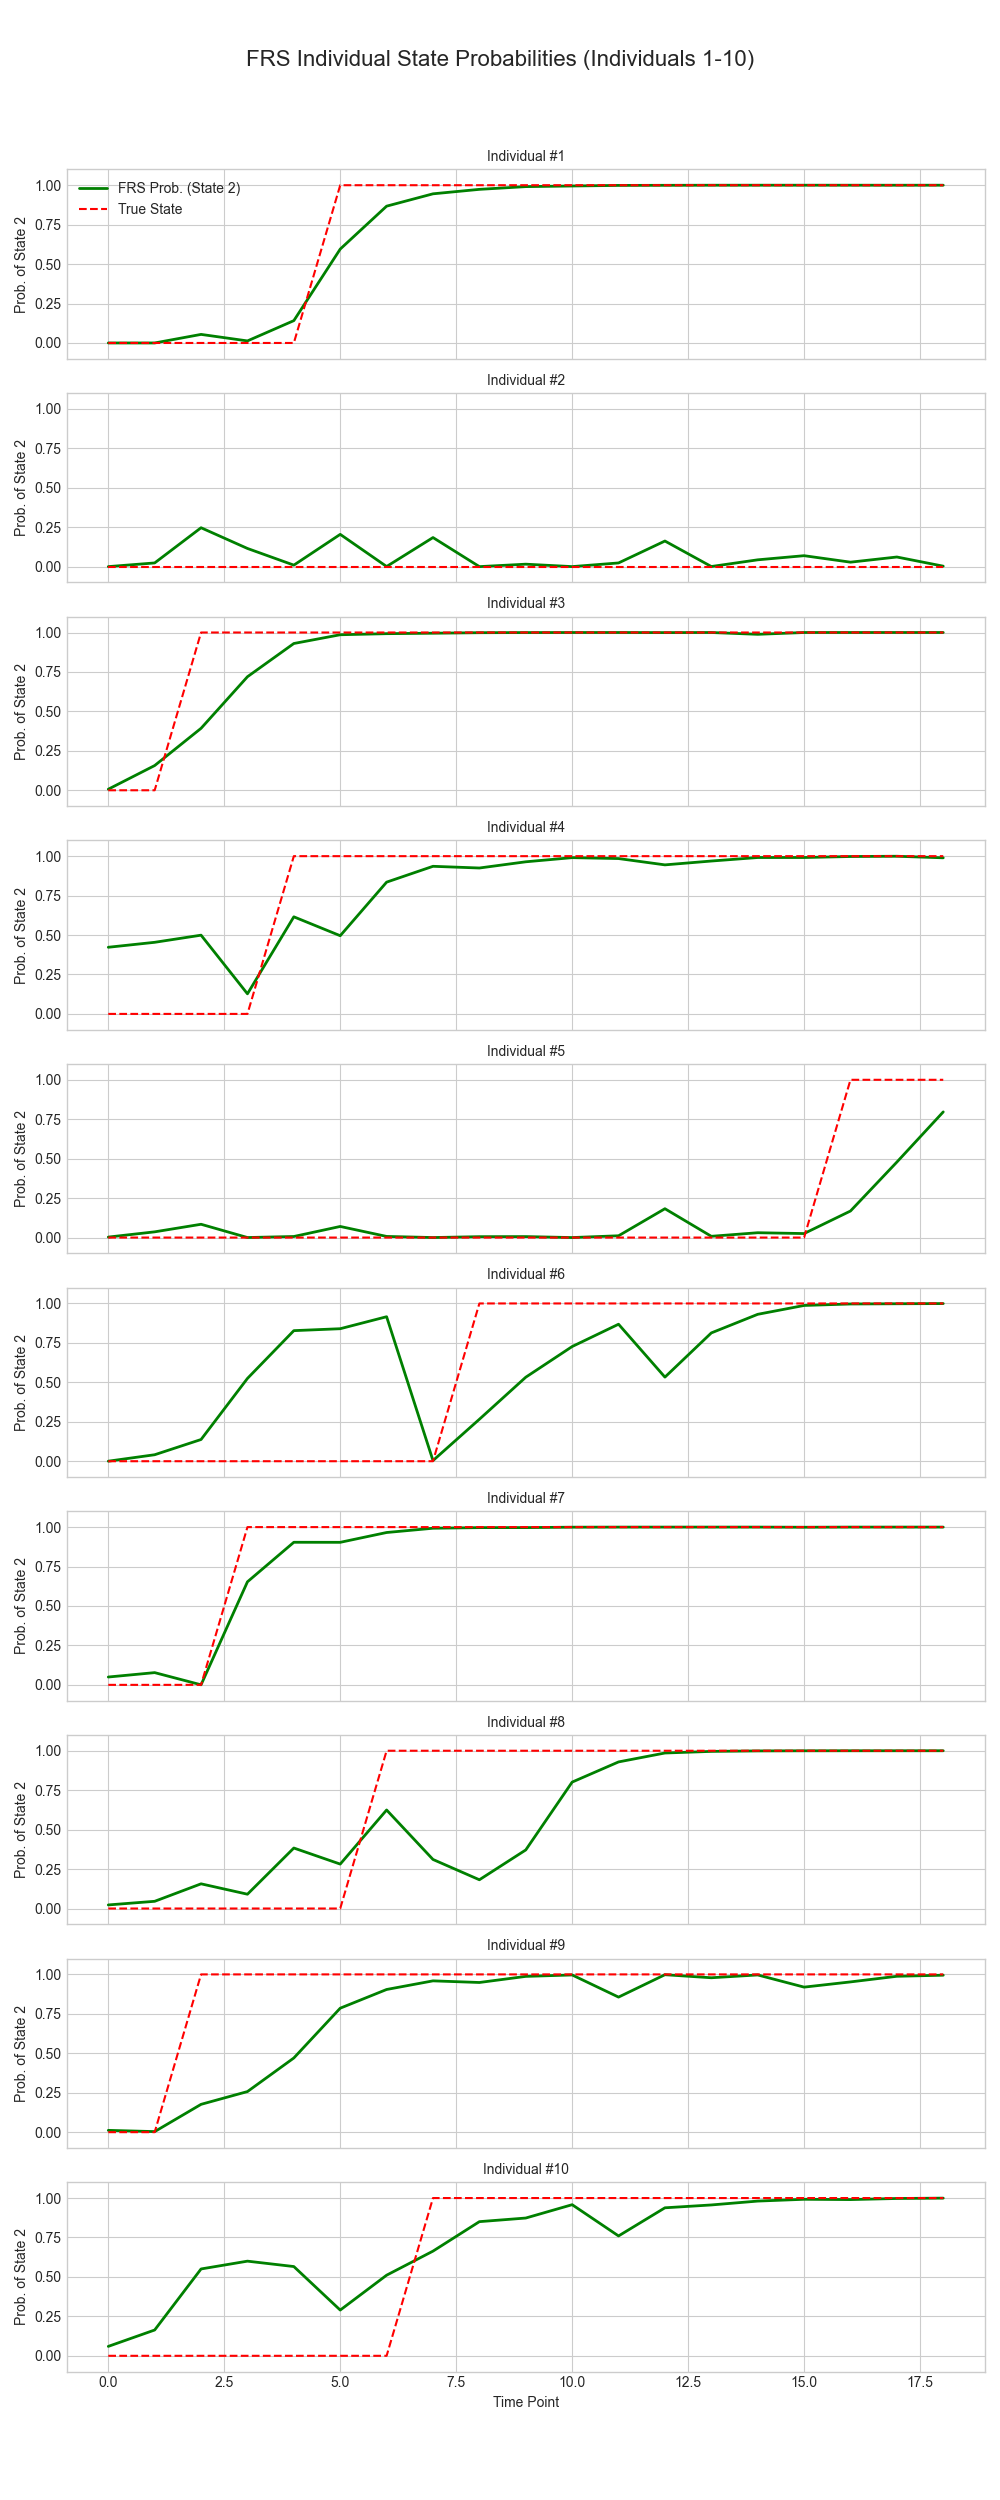 FRS Individual State Probabilities (Individuals 1-10)
Individual #1
1.00
0.75
0.50
0.25
0.00
Prob. of State 2
FRS Prob. (State 2)
True State
Individual #2
1.00
0.75
0.50
0.25
0.00
Prob. of State 2
Individual #3
1.00
0.75
0.50
0.25
0.00
Prob. of State 2
Individual #4
1.00
0.75
0.50
0.25
0.00
Prob. of State 2
Individual #5
1.00
0.75
0.50
0.25
0.00
Prob. of State 2
Individual #6
1.00
0.75
0.50
0.25
0.00
Prob. of State 2
Individual #7
1.00
0.75
0.50
0.25
0.00
Prob. of State 2
Individual #8
1.00
0.75
0.50
0.25
0.00
Prob. of State 2
Individual #9
1.00
0.75
0.50
0.25
0.00
Prob. of State 2
Individual #10
1.00
0.75
0.50
0.25
0.00
Prob. of State 2
0.0 2.5 5.0 7.5 10.0 12.5 15.0 17.5
Time Point